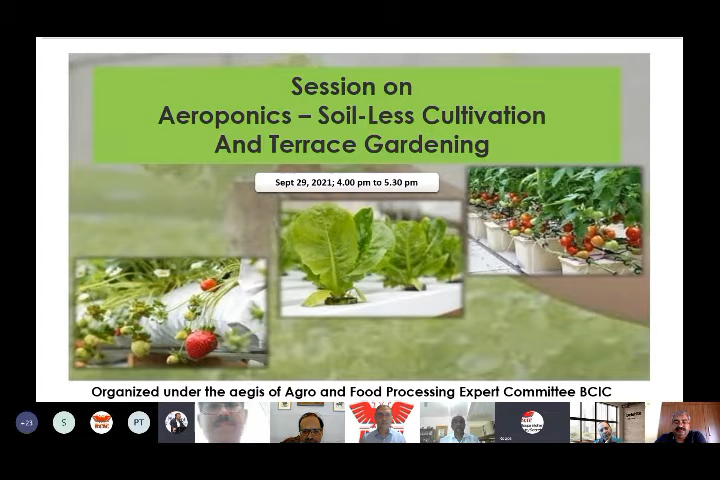 Session on
Aeroponics – Soil-Less Cultivation
And Terrace Gardening
Sept 29, 2021; 4.00 pm to 5.30 pm
Organized under the aegis of Agro and Food Processing Expert Committee BCIC
+23
S
BCIC
PT